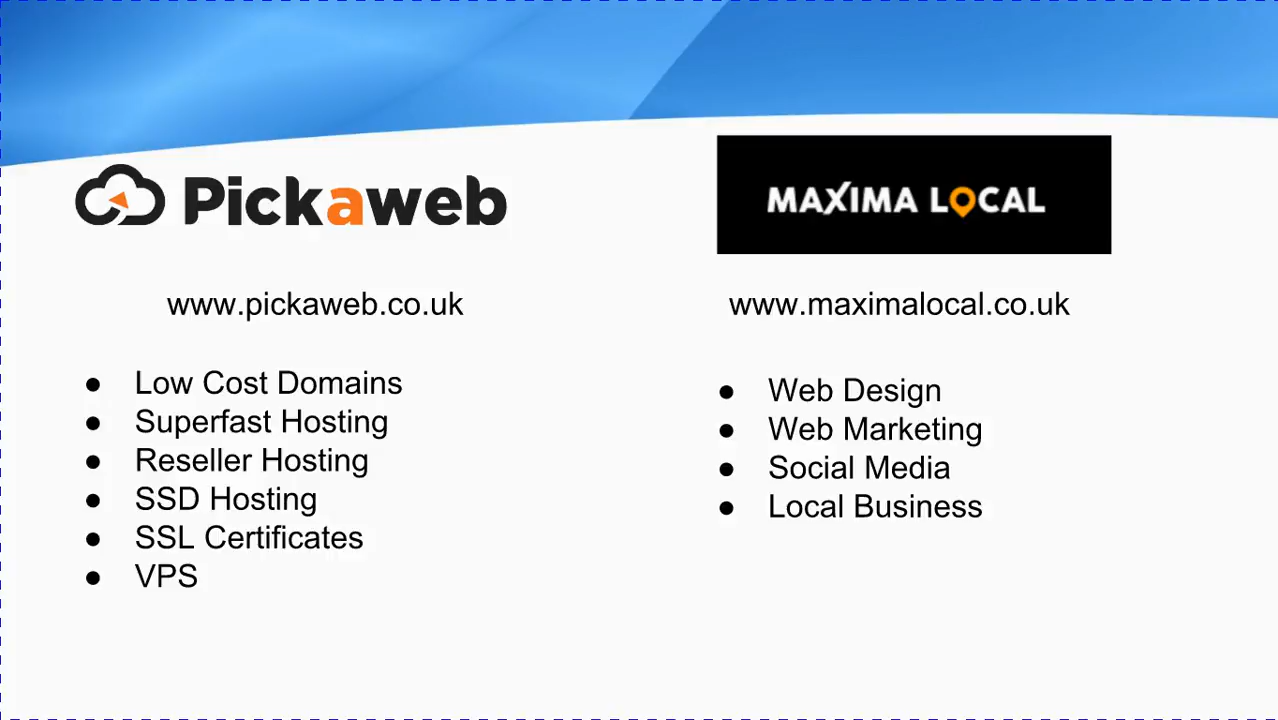 Pickaweb
www.pickaweb.co.uk
● Low Cost Domains
● Superfast Hosting
● Reseller Hosting
● SSD Hosting
● SSL Certificates
● VPS
MAXIMA LOCAL
www.maximalocal.co.uk
● Web Design
● Web Marketing
● Social Media
● Local Business